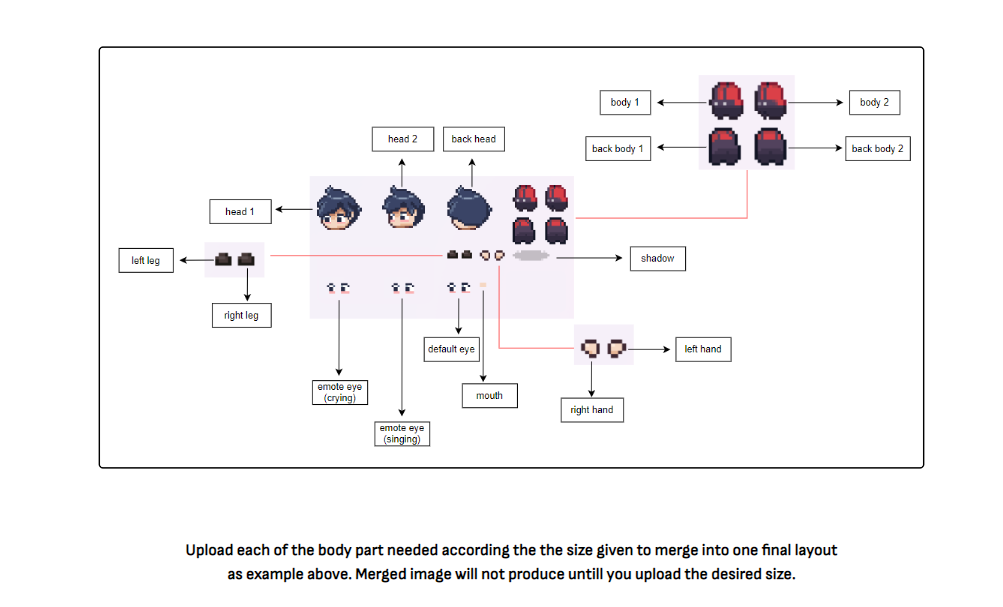 body 1
body 2
head 2
back head
back body 1
back body 2
head 1
left leg
shadow
right leg
default eye
left hand
emote eye
(crying)
mouth
right hand
emote eye
(singing)
Upload each of the body part needed according the the size given to merge into one final layout
as example above. Merged image will not produce untill you upload the desired size.